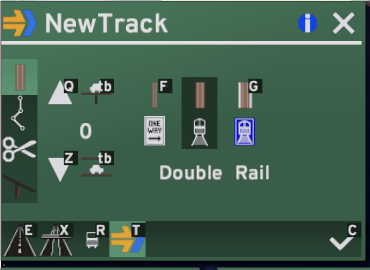 NewTrack i
Q tb F G
0 ONE WAY
Z tb
Double Rail
E X R T C